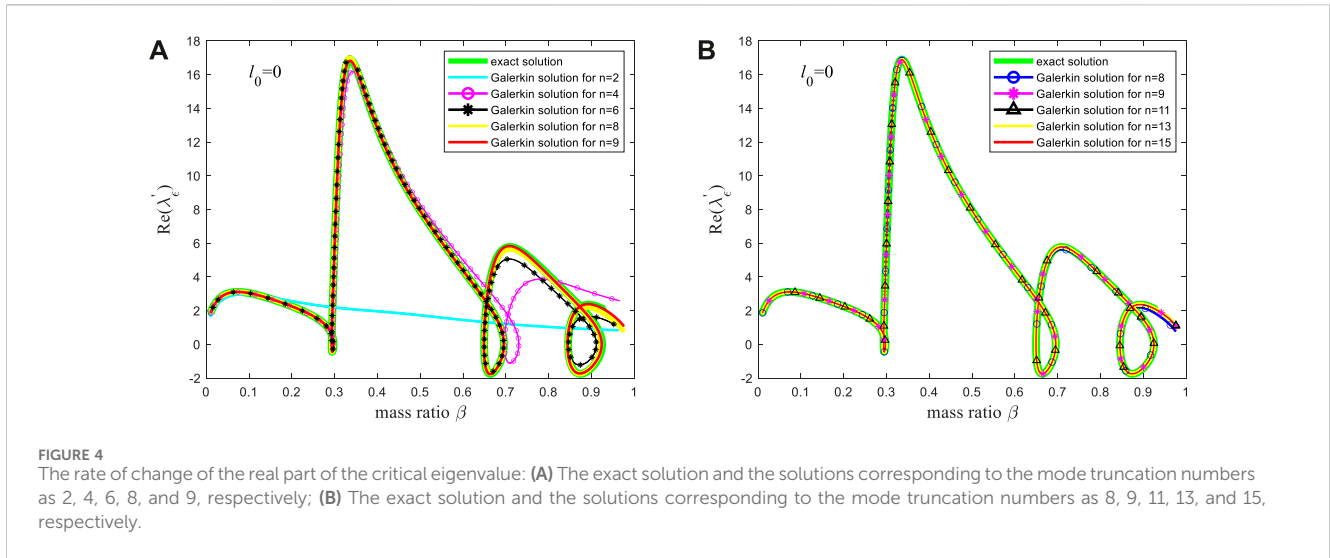 A
l₀=0
exact solution
Galerkin solution for n=2
Galerkin solution for n=4
Galerkin solution for n=6
Galerkin solution for n=8
Galerkin solution for n=9
18
16
14
12
10
8
6
4
2
0
-2
Re(λ'ϵ)
0 0.1 0.2 0.3 0.4 0.5 0.6 0.7 0.8 0.9 1
mass ratio β
B
l₀=0
exact solution
Galerkin solution for n=8
Galerkin solution for n=9
Galerkin solution for n=11
Galerkin solution for n=13
Galerkin solution for n=15
18
16
14
12
10
8
6
4
2
0
-2
Re(λ'ϵ)
0 0.1 0.2 0.3 0.4 0.5 0.6 0.7 0.8 0.9 1
mass ratio β
FIGURE 4
The rate of change of the real part of the critical eigenvalue: (A) The exact solution and the solutions corresponding to the mode truncation numbers
as 2, 4, 6, 8, and 9, respectively; (B) The exact solution and the solutions corresponding to the mode truncation numbers as 8, 9, 11, 13, and 15,
respectively.